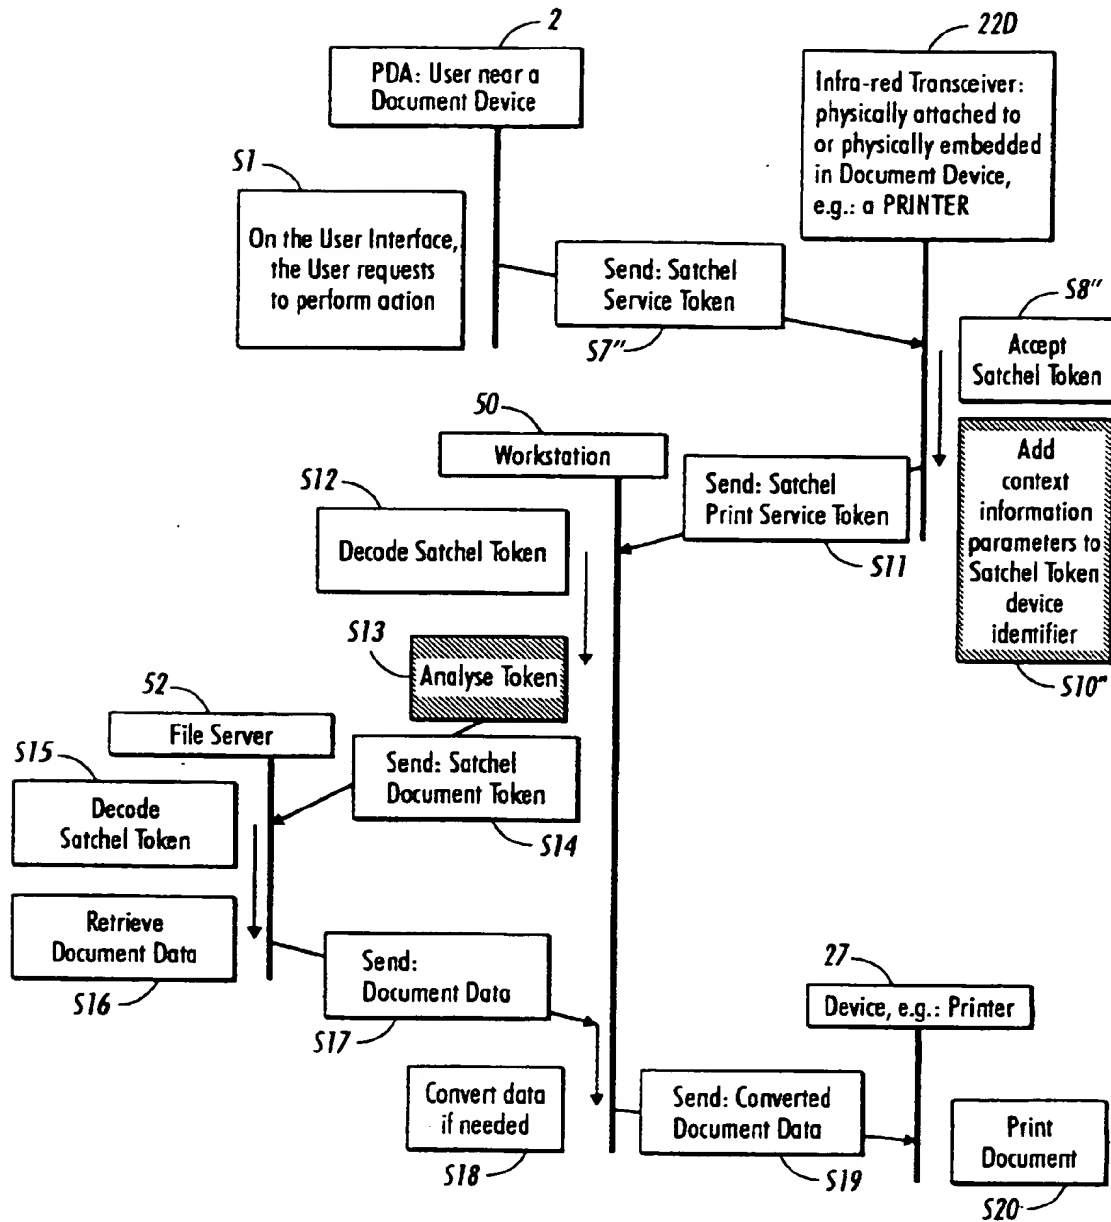 2
PDA: User near a
Document Device
22D
Infra-red Transceiver:
physically attached to
or physically embedded
in Document Device,
e.g.: a PRINTER
S1
On the User Interface,
the User requests
to perform action
Send: Satchel
Service Token
S7"
S8"
Accept
Satchel Token
50
Workstation
S12
Decode Satchel Token
Send: Satchel
Print Service Token
S11
Add
context
information
parameters to
Satchel Token
device
identifier
S10"
S13
Analyse Token
52
File Server
S15
Decode
Satchel Token
Send: Satchel
Document Token
S14
Retrieve
Document Data
S16
Send:
Document Data
S17
27
Device, e.g.: Printer
Convert data
if needed
S18
Send: Converted
Document Data
S19
Print
Document
S20